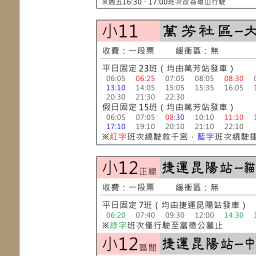 ※週五16:30、17:00班次改為環山行駛
小11 萬芳社區-大
收費：一段票 緩衝區：無
平日固定23班（均由萬芳站發車）
06:05 06:25 07:05 08:05 08:30
13:10 14:05 15:05 15:35 16:05
20:30 21:30 22:30
假日固定15班（均由萬芳站發車）
06:05 07:05 08:30 10:10 11:10
17:10 19:10 20:10 21:10 22:10
※紅字班次繞駛救千宮，藍字班次繞駛
小12正線 捷運昆陽站-貓
收費：一段票 緩衝區：無
平日固定7班（均由捷運昆陽站發車）
06:20 07:40 09:30 12:00 14:30
※綠字班次僅行駛至富德公墓止
小12區間 捷運昆陽站-中